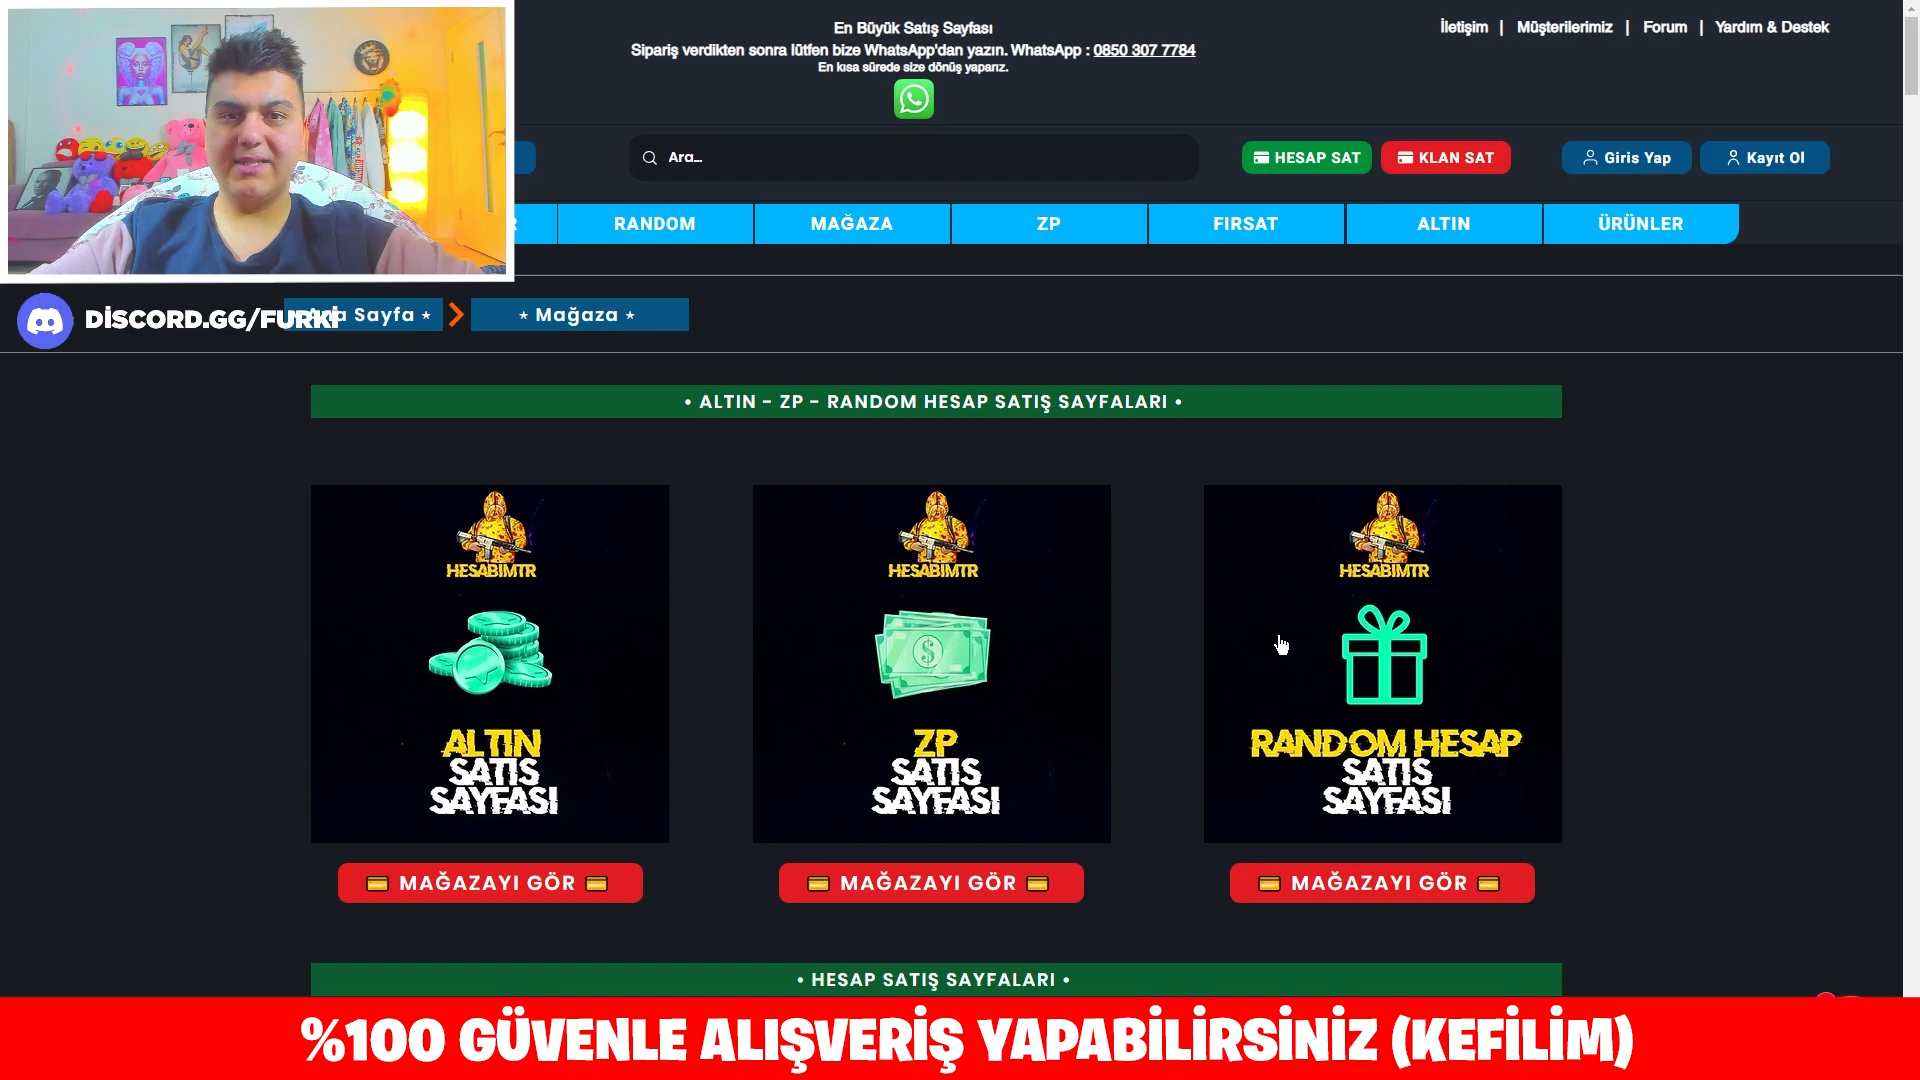 En Büyük Satış Sayfası
Sipariş verdikten sonra lütfen bize WhatsApp'dan yazın. WhatsApp : 0850 307 7784
En kısa sürede size dönüş yaparız.
İletişim | Müşterilerimiz | Forum | Yardım & Destek
Ara...
HESAP SAT
KLAN SAT
Giris Yap
Kayıt Ol
RANDOM
MAĞAZA
ZP
FIRSAT
ALTIN
ÜRÜNLER
DİSCORD.GG/FURKİ
Sayfa ⋆
⋆ Mağaza ⋆
• ALTIN - ZP - RANDOM HESAP SATIŞ SAYFALARI •
HESABIMTR
ALTIN
SATIS
SAYFASI
HESABIMTR
ZP
SATIS
SAYFASI
HESABIMTR
RANDOM HESAP
SATIS
SAYFASI
MAĞAZAYI GÖR
MAĞAZAYI GÖR
MAĞAZAYI GÖR
• HESAP SATIŞ SAYFALARI •
%100 GÜVENLE ALIŞVERİŞ YAPABİLİRSİNİZ (KEFİLİM)